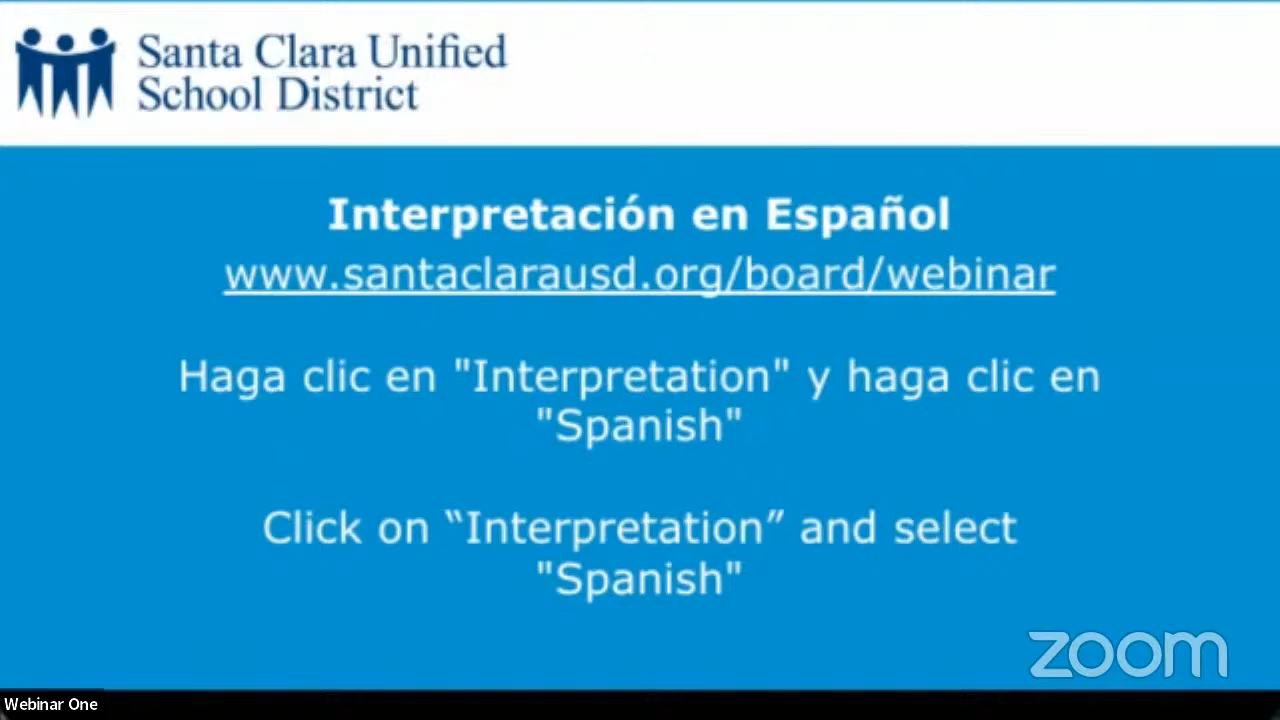 Santa Clara Unified
School District
Interpretación en Español
www.santaclarausd.org/board/webinar
Haga clic en "Interpretation" y haga clic en
"Spanish"
Click on “Interpretation” and select
"Spanish"
zoom
Webinar One